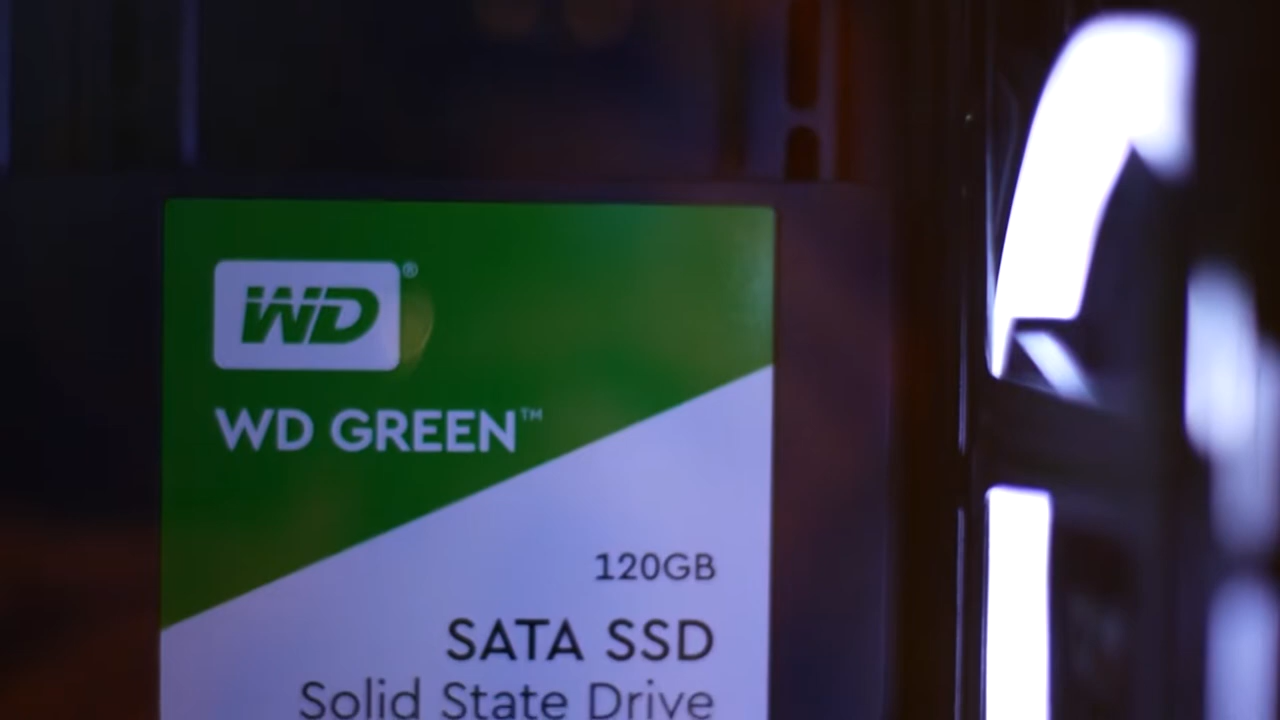 WD®
WD GREEN™
120GB
SATA SSD
Solid State Drive